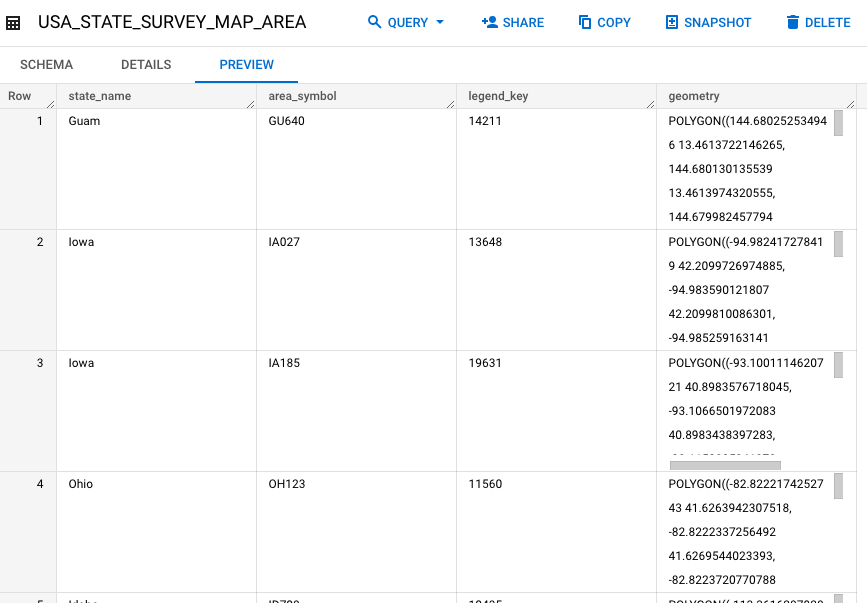 USA_STATE_SURVEY_MAP_AREA QUERY SHARE COPY SNAPSHOT DELETE
SCHEMA DETAILS PREVIEW
Row state_name area_symbol legend_key geometry
1 Guam GU640 14211 POLYGON((144.68025253494
6 13.4613722146265,
144.680130135539
13.4613974320555,
144.679982457794
2 Iowa IA027 13648 POLYGON((-94.98241727841
9 42.2099726974885,
-94.983590121807
42.2099810086301,
-94.985259163141
3 Iowa IA185 19631 POLYGON((-93.10011146207
21 40.8983576718045,
-93.1066501972083
40.8983438397283,
4 Ohio OH123 11560 POLYGON((-82.82221742527
43 41.6263942307518,
-82.8222337256492
41.6269544023393,
-82.8223720770788